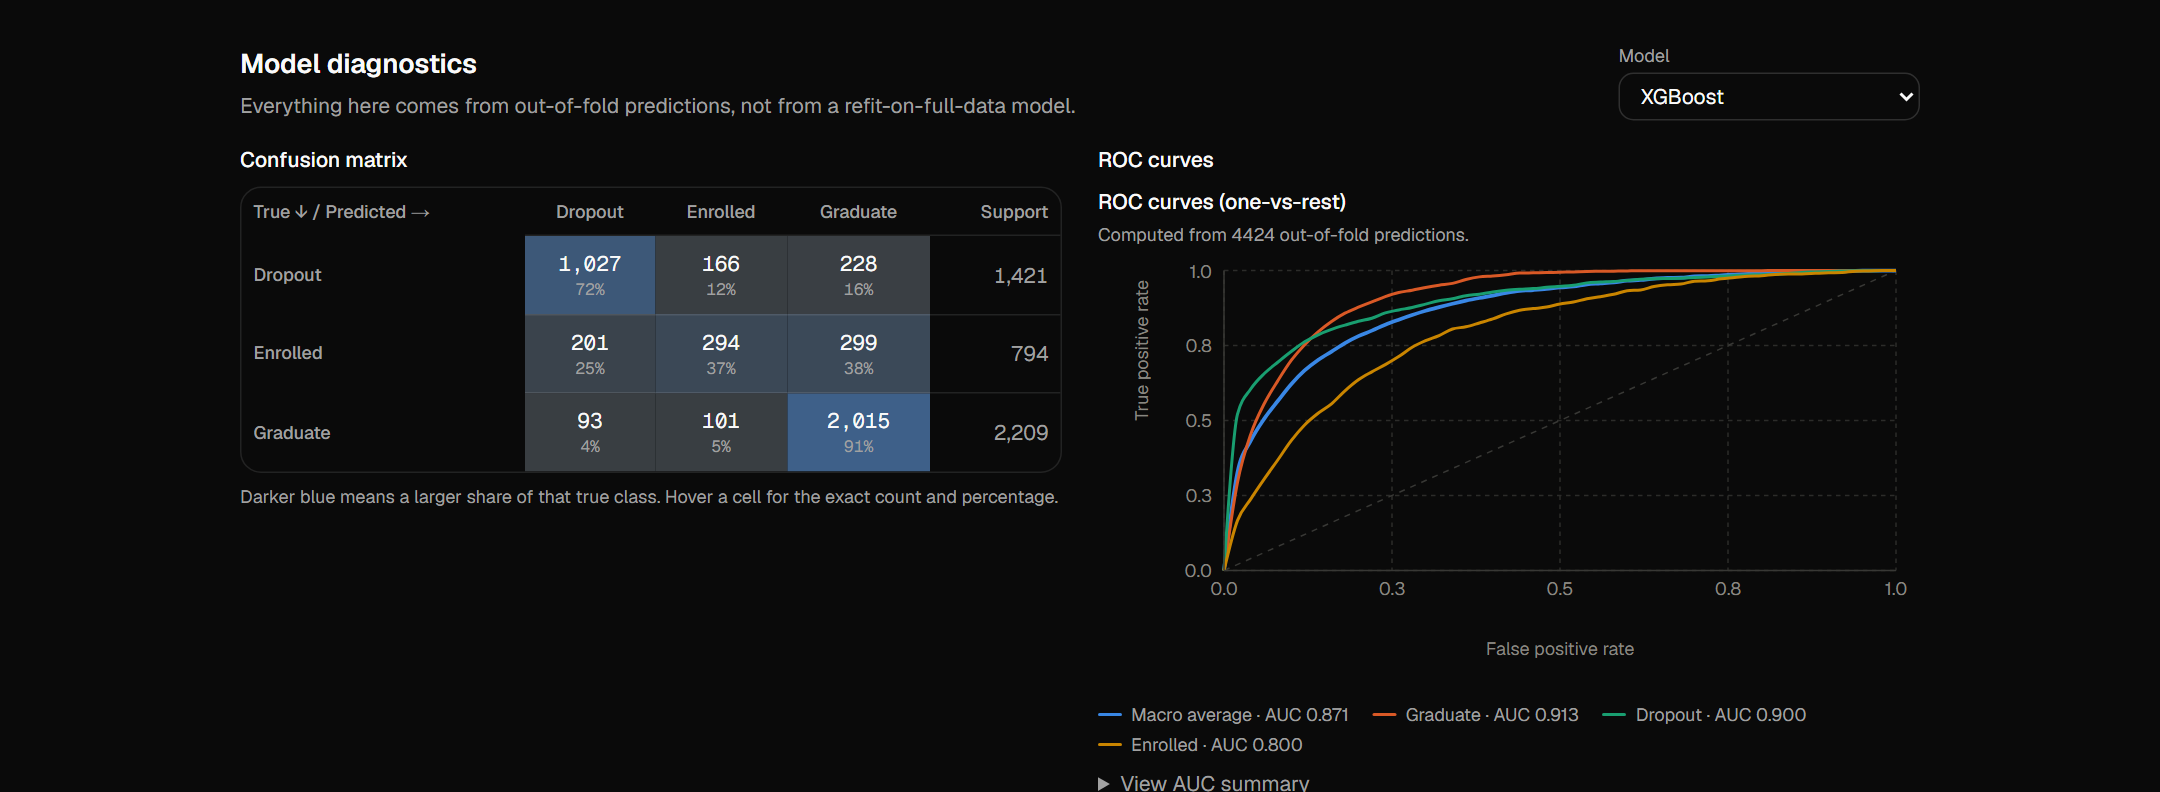 Model diagnostics
Everything here comes from out-of-fold predictions, not from a refit-on-full-data model.
Model
XGBoost
Confusion matrix
True ↓ / Predicted → Dropout Enrolled Graduate Support
Dropout 1,027 166 228 1,421
72% 12% 16%
Enrolled 201 294 299 794
25% 37% 38%
Graduate 93 101 2,015 2,209
4% 5% 91%
Darker blue means a larger share of that true class. Hover a cell for the exact count and percentage.
ROC curves
ROC curves (one-vs-rest)
Computed from 4424 out-of-fold predictions.
True positive rate
1.0
0.8
0.5
0.3
0.0
0.0 0.3 0.5 0.8 1.0
False positive rate
Macro average · AUC 0.871 Graduate · AUC 0.913 Dropout · AUC 0.900
Enrolled · AUC 0.800
▶ View AUC summary